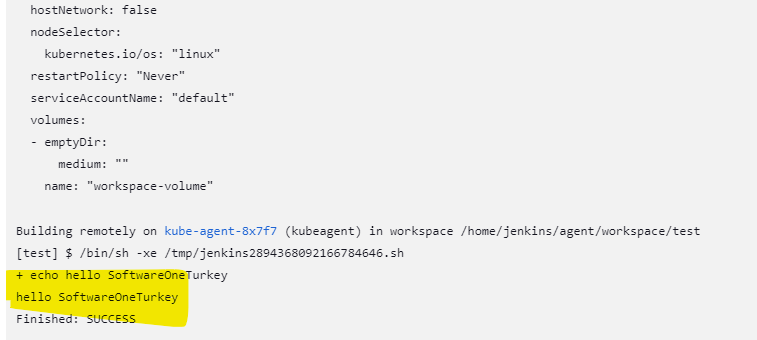 hostNetwork: false
nodeSelector:
kubernetes.io/os: "linux"
restartPolicy: "Never"
serviceAccountName: "default"
volumes:
- emptyDir:
medium: ""
name: "workspace-volume"
Building remotely on kube-agent-8x7f7 (kubeagent) in workspace /home/jenkins/agent/workspace/test
[test] $ /bin/sh -xe /tmp/jenkins2894368092166784646.sh
+ echo hello SoftwareOneTurkey
hello SoftwareOneTurkey
Finished: SUCCESS